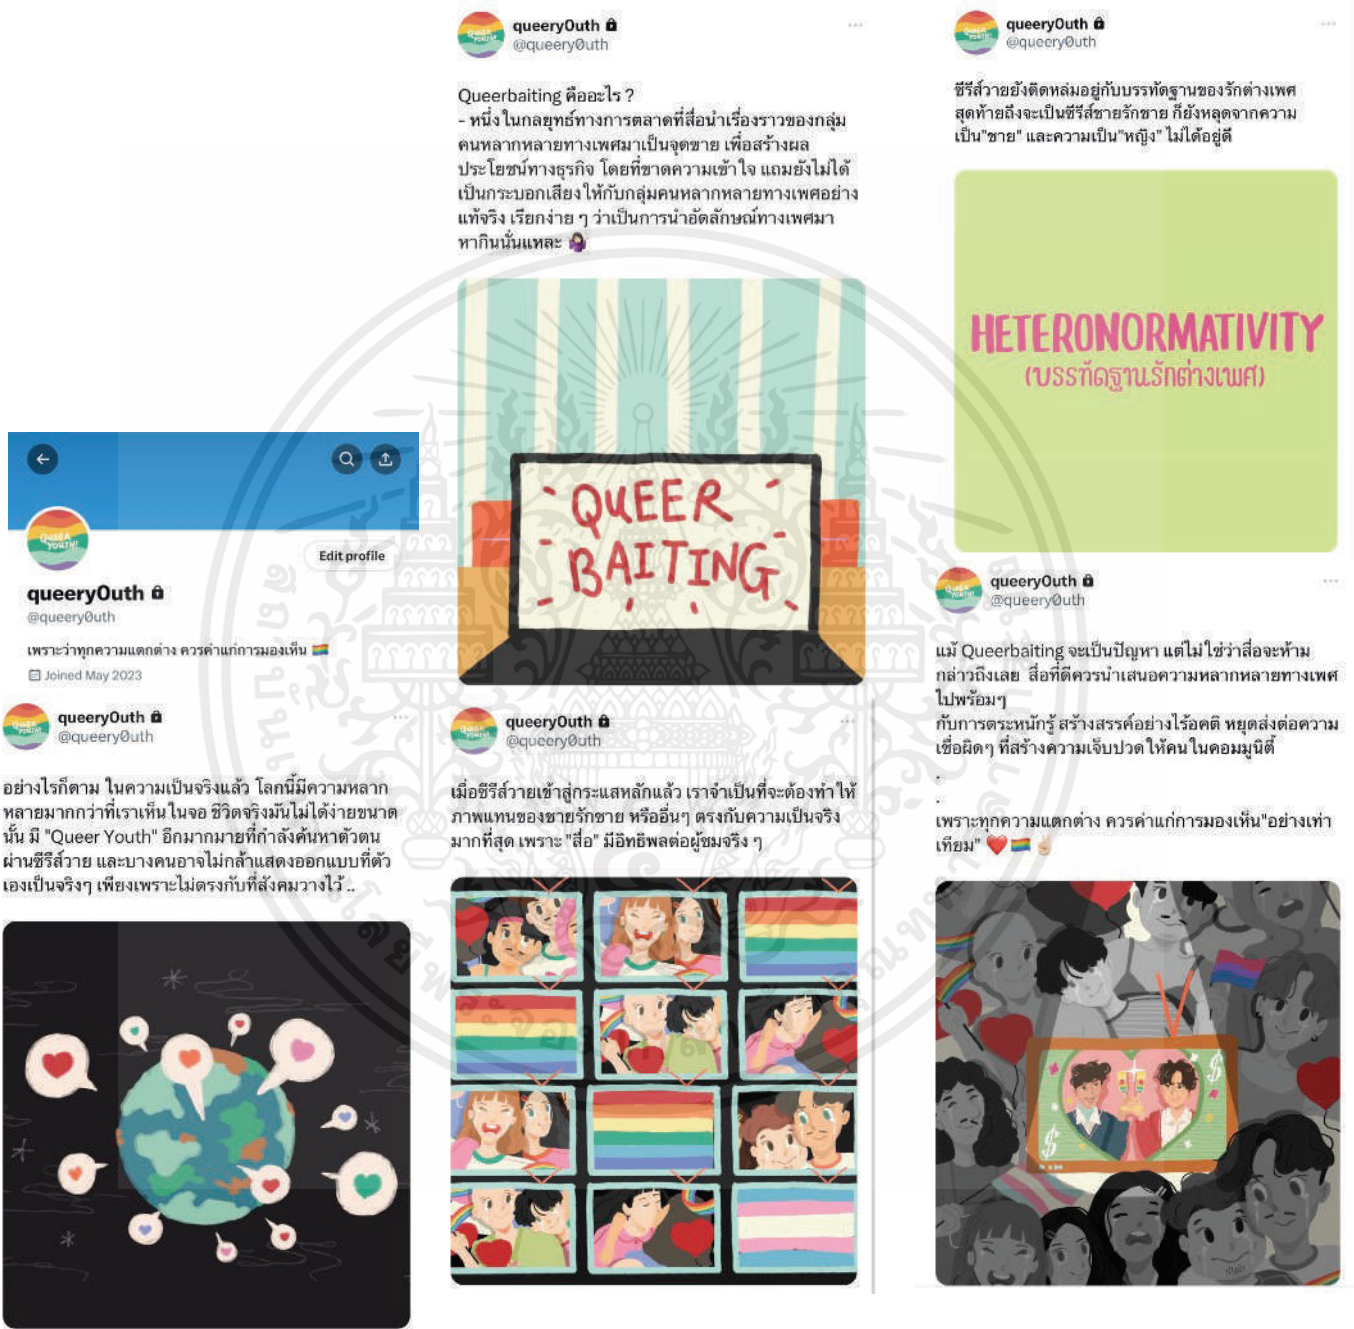 queery0uth
@queery0uth
Queerbaiting คืออะไร ?
- หนึ่งในกลยุทธ์ทางการตลาดที่สื่อนำเรื่องราวของกลุ่ม
คนหลากหลายทางเพศมาเป็นจุดขาย เพื่อสร้างผล
ประโยชน์ทางธุรกิจ โดยที่ขาดความเข้าใจ แถมยังไม่ได้
เป็นกระบอกเสียงให้กับกลุ่มคนหลากหลายทางเพศอย่าง
แท้จริง เรียกง่าย ๆ ว่าเป็นการนำอัตลักษณ์ทางเพศมา
หากินนั่นแหละ 🤷🏻‍♀️
QUEER
BAITING
queery0uth
@queery0uth
ซีรีส์วายยังติดหล่มอยู่กับบรรทัดฐานของรักต่างเพศ
สุดท้ายถึงจะเป็นซีรีส์ชายรักชาย ก็ยังหลุดจากความ
เป็น"ชาย" และความเป็น"หญิง" ไม่ได้อยู่ดี
HETERONORMATIVITY
(บรรทัดฐานรักต่างเพศ)
QUEER
YOUTH!
Edit profile
queery0uth
@queery0uth
เพราะว่าทุกความแตกต่าง ควรค่าแก่การมองเห็น 🏳️‍🌈
Joined May 2023
queery0uth
@queery0uth
อย่างไรก็ตาม ในความเป็นจริงแล้ว โลกนี้มีความหลาก
หลายมากกว่าที่เราเห็นในจอ ชีวิตจริงมันไม่ได้ง่ายขนาด
นั้น มี "Queer Youth" อีกมากมายที่กำลังค้นหาตัวตน
ผ่านซีรีส์วาย และบางคนอาจไม่กล้าแสดงออกแบบที่ตัว
เองเป็นจริงๆ เพียงเพราะไม่ตรงกับที่สังคมวางไว้ ..
queery0uth
@queery0uth
เมื่อซีรีส์วายเข้าสู่กระแสหลักแล้ว เราจำเป็นที่จะต้องทำให้
ภาพแทนของชายรักชาย หรืออื่นๆ ตรงกับความเป็นจริง
มากที่สุด เพราะ "สื่อ" มีอิทธิพลต่อผู้ชมจริง ๆ
queery0uth
@queery0uth
แม้ Queerbaiting จะเป็นปัญหา แต่ไม่ใช่ว่าสื่อจะห้าม
กล่าวถึงเลย สื่อที่ดีควรนำเสนอความหลากหลายทางเพศ
ไปพร้อมๆ
กับการตระหนักรู้ สร้างสรรค์อย่างไร้อคติ หยุดส่งต่อความ
เชื่อผิดๆ ที่สร้างความเจ็บปวดให้คนในคอมมูนิตี้
.
.
เพราะทุกความแตกต่าง ควรค่าแก่การมองเห็น"อย่างเท่า
เทียม" ❤️ 🏳️‍🌈 ✌🏻
$
$